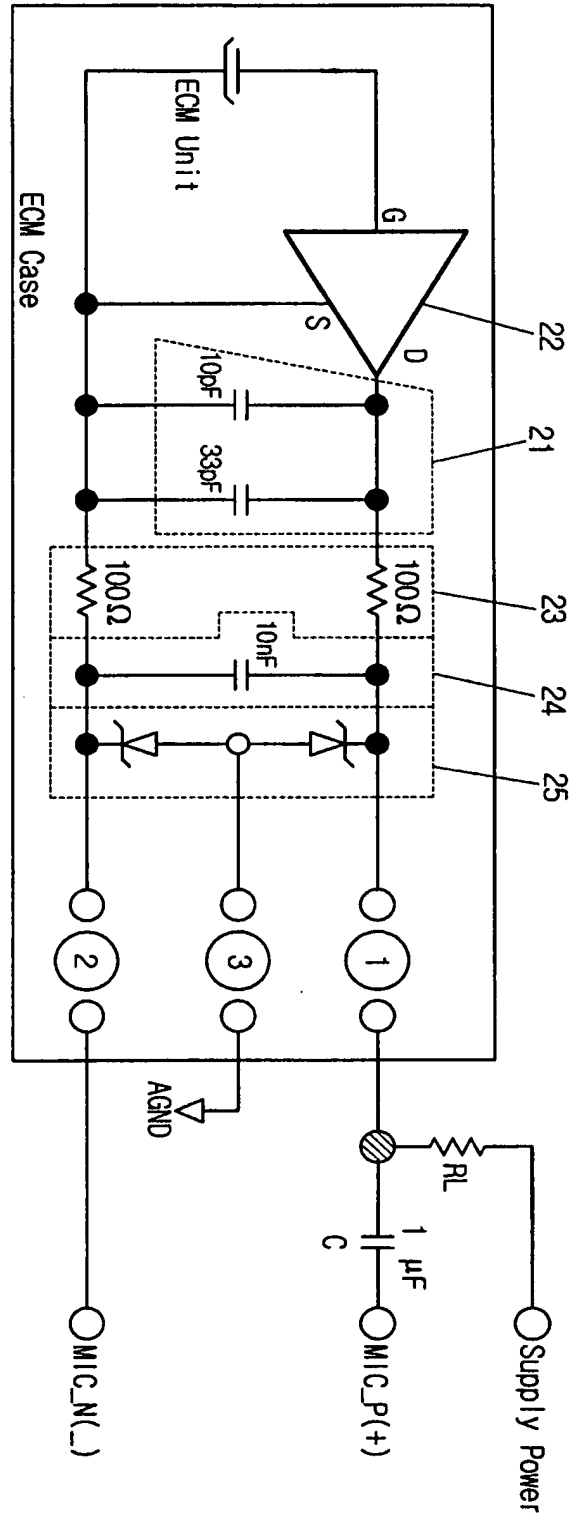 22
21
23
24
25
ECM Unit
G
D
S
10pF
33pF
100Ω
100Ω
10nF
ECM Case
1
3
2
Supply Power
RL
1 μF
C
MIC_P(+)
AGND
MIC_N(_)